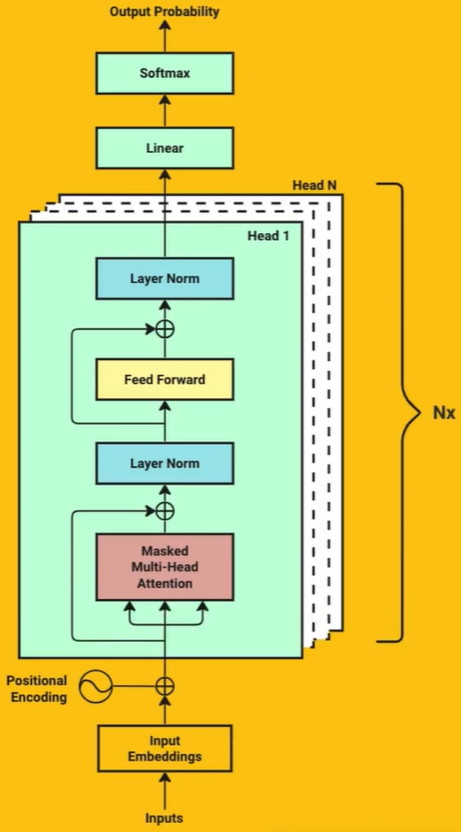 Output Probability
Softmax
Linear
Head N
Head 1
Layer Norm
Feed Forward
Nx
Layer Norm
Masked
Multi-Head
Attention
Positional
Encoding
Input
Embeddings
Inputs